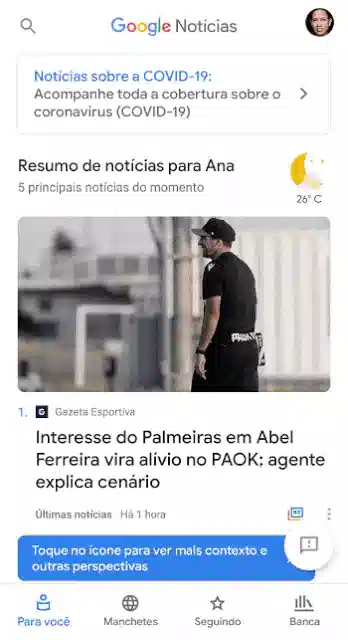 Google Notícias
Notícias sobre a COVID-19:
Acompanhe toda a cobertura sobre o
coronavírus (COVID-19)
Resumo de notícias para Ana
5 principais notícias do momento
26° C
1. G Gazeta Esportiva
Interesse do Palmeiras em Abel
Ferreira vira alívio no PAOK; agente
explica cenário
Últimas notícias Há 1 hora
Toque no ícone para ver mais contexto e
outras perspectivas
Para você Manchetes Seguindo Banca